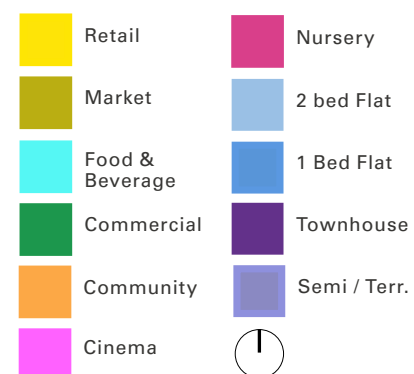 Retail
Market
Food &
Beverage
Commercial
Community
Cinema
Nursery
2 bed Flat
1 Bed Flat
Townhouse
Semi / Terr.